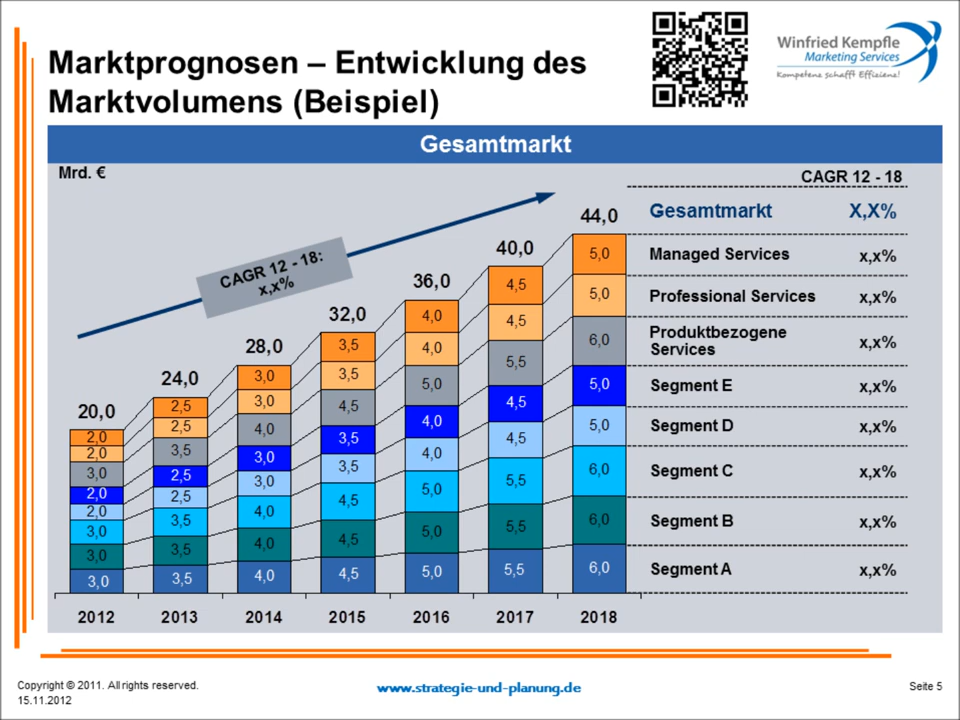 Marktprognosen – Entwicklung des
Marktvolumens (Beispiel)
Winfried Kempfle
Marketing Services
Kompetenz schafft Effizienz!
Gesamtmarkt
Mrd. €
CAGR 12 - 18
Gesamtmarkt X,X%
CAGR 12 - 18:
x,x%
20,0 24,0 28,0 32,0 36,0 40,0 44,0
2,0 2,5 3,0 3,5 4,0 4,5 5,0 Managed Services x,x%
2,0 2,5 3,0 3,5 4,0 4,5 5,0 Professional Services x,x%
3,0 3,5 4,0 4,5 5,0 5,5 6,0 Produktbezogene
Services x,x%
2,0 2,5 3,0 3,5 4,0 4,5 5,0 Segment E x,x%
2,0 2,5 3,0 3,5 4,0 4,5 5,0 Segment D x,x%
3,0 3,5 4,0 4,5 5,0 5,5 6,0 Segment C x,x%
3,0 3,5 4,0 4,5 5,0 5,5 6,0 Segment B x,x%
3,0 3,5 4,0 4,5 5,0 5,5 6,0 Segment A x,x%
2012 2013 2014 2015 2016 2017 2018
Copyright © 2011. All rights reserved.
15.11.2012
www.strategie-und-planung.de
Seite 5